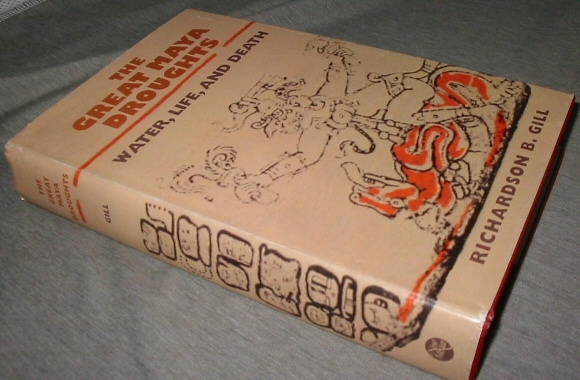 THE
GREAT MAYA
DROUGHTS
WATER, LIFE, AND DEATH
RICHARDSON B. GILL
THE
GREAT
MAYA
DROUGHTS
GILL